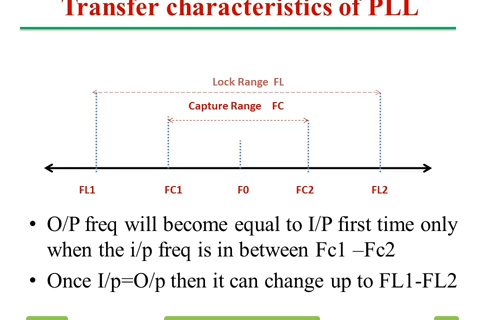 Transfer characteristics of PLL
Lock Range FL
Capture Range FC
FL1 FC1 F0 FC2 FL2
• O/P freq will become equal to I/P first time only
when the i/p freq is in between Fc1 –Fc2
• Once I/p=O/p then it can change up to FL1-FL2